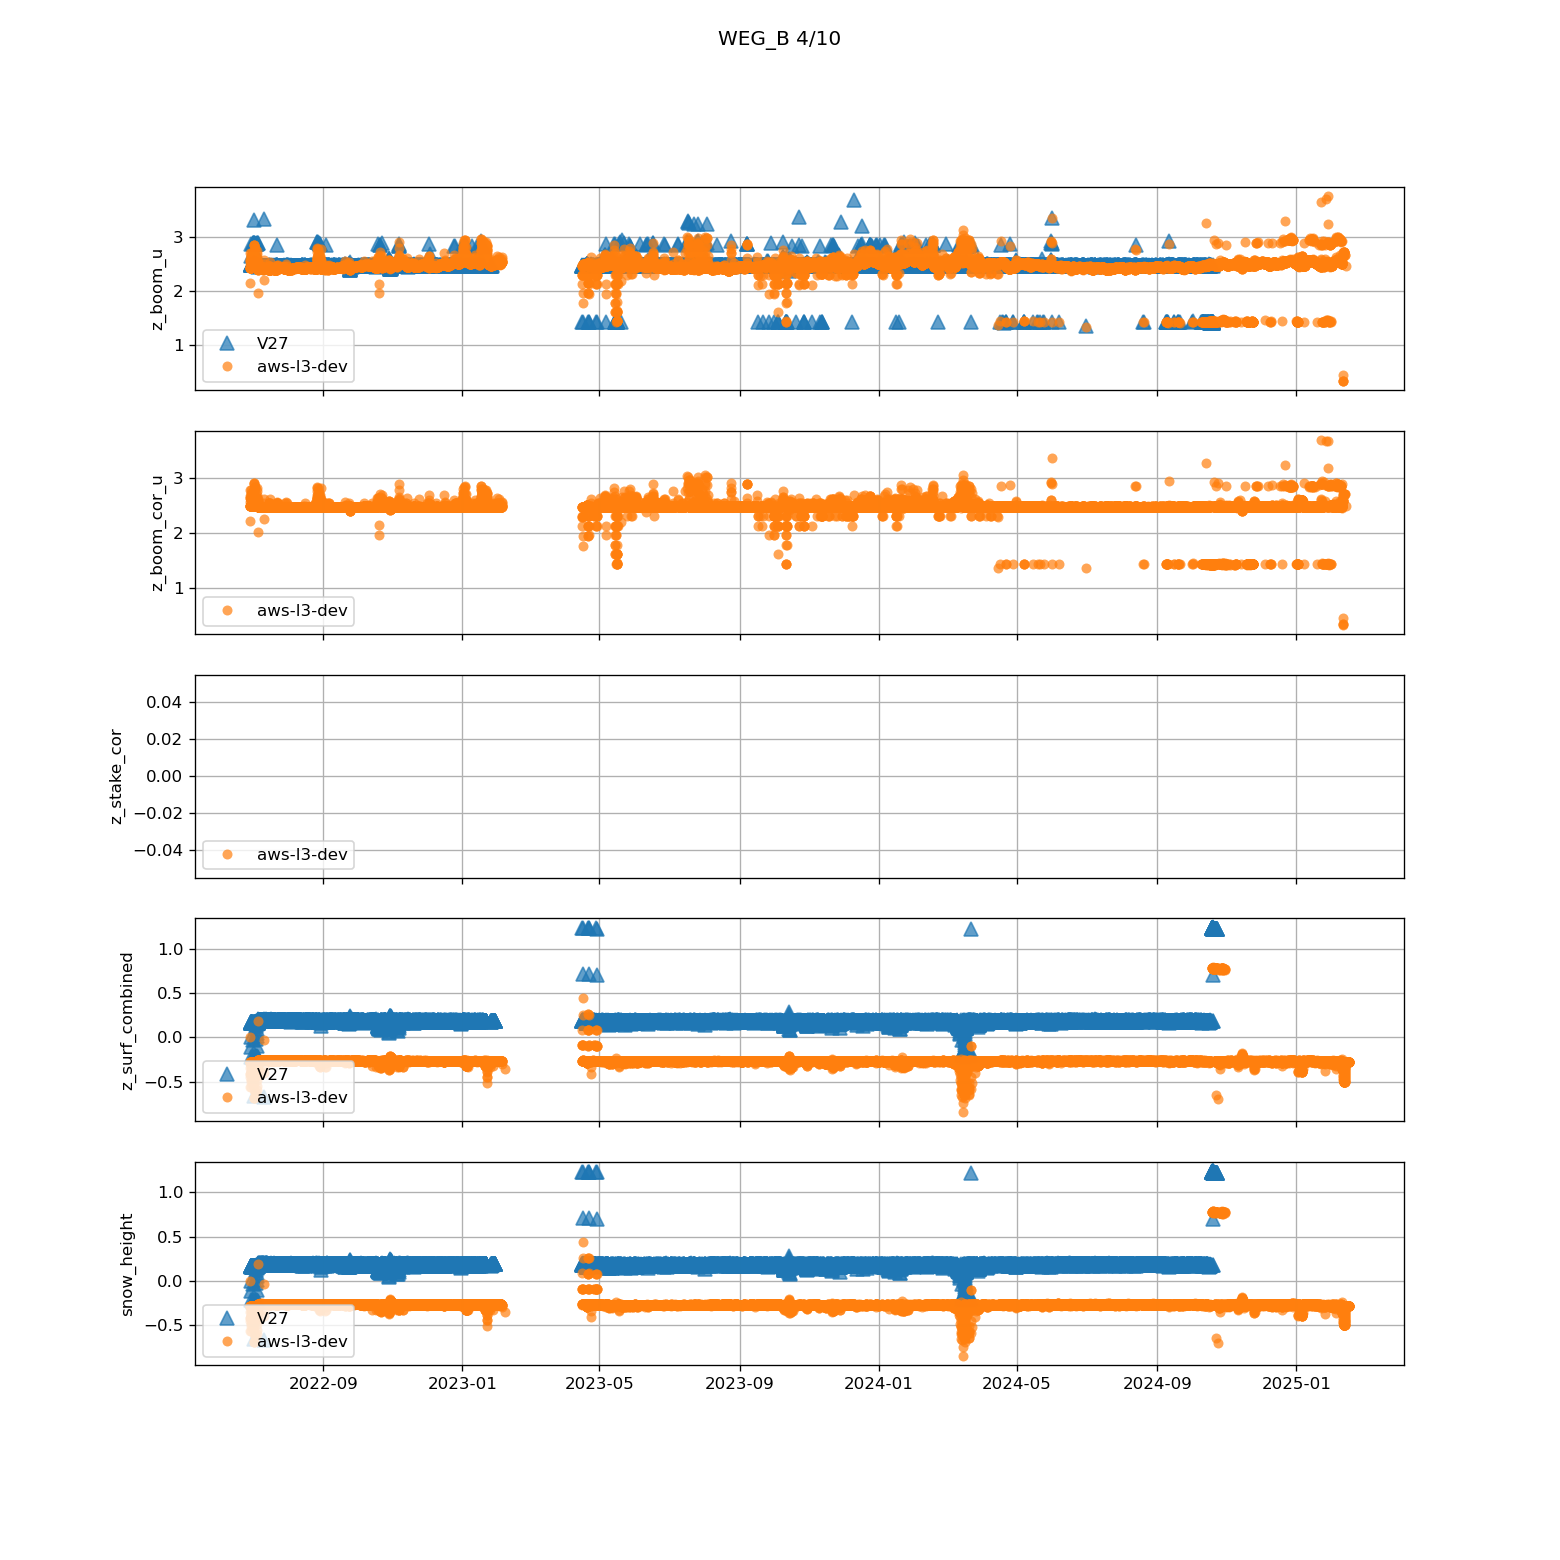 WEG_B 4/10
z_boom_u
3
2
1
V27
aws-l3-dev
z_boom_cor_u
3
2
1
aws-l3-dev
z_stake_cor
0.04
0.02
0.00
−0.02
−0.04
aws-l3-dev
z_surf_combined
1.0
0.5
0.0
−0.5
V27
aws-l3-dev
snow_height
1.0
0.5
0.0
−0.5
V27
aws-l3-dev
2022-09 2023-01 2023-05 2023-09 2024-01 2024-05 2024-09 2025-01